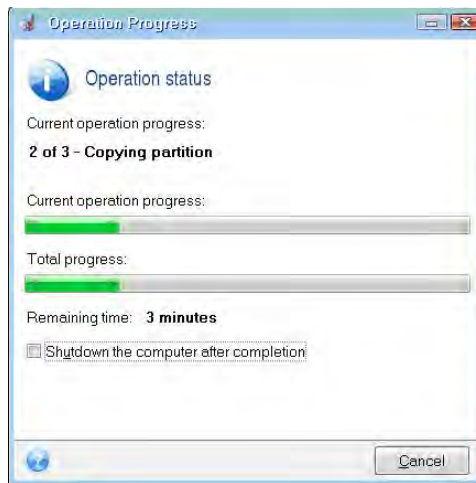 Operation Progress
Operation status
Current operation progress:
2 of 3 - Copying partition
Current operation progress:
Total progress:
Remaining time: 3 minutes
Shutdown the computer after completion
Cancel